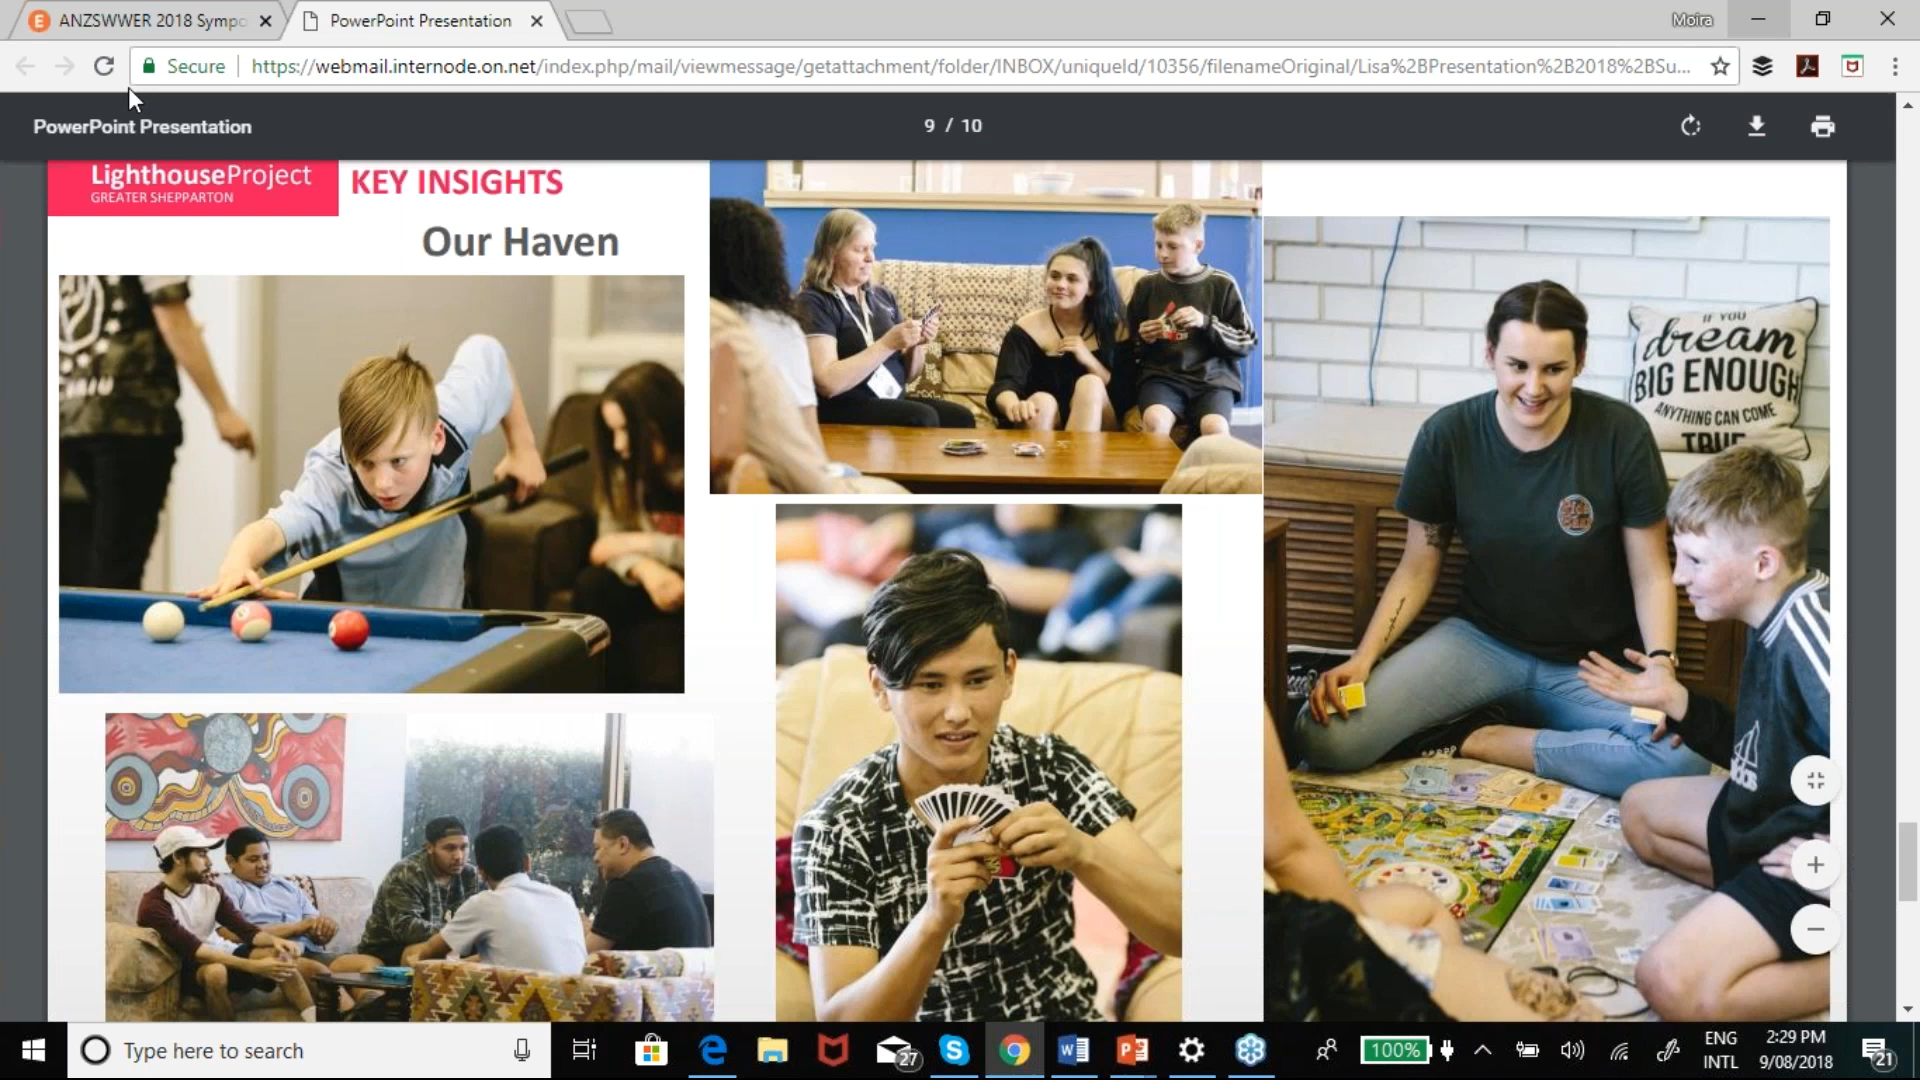 ANZSWWER 2018 Sympo
PowerPoint Presentation
Moira
Secure
https://webmail.internode.on.net/index.php/mail/viewmessage/getattachment/folder/INBOX/uniqueId/10356/filenameOriginal/Lisa%2BPresentation%2B2018%2BSu...
PowerPoint Presentation
9 / 10
LighthouseProject
GREATER SHEPPARTON
KEY INSIGHTS
Our Haven
IF YOU
dream
BIG ENOUGH
ANYTHING CAN COME
TRUE
adidas
Type here to search
27
100%
ENG
INTL
2:29 PM
9/08/2018
21